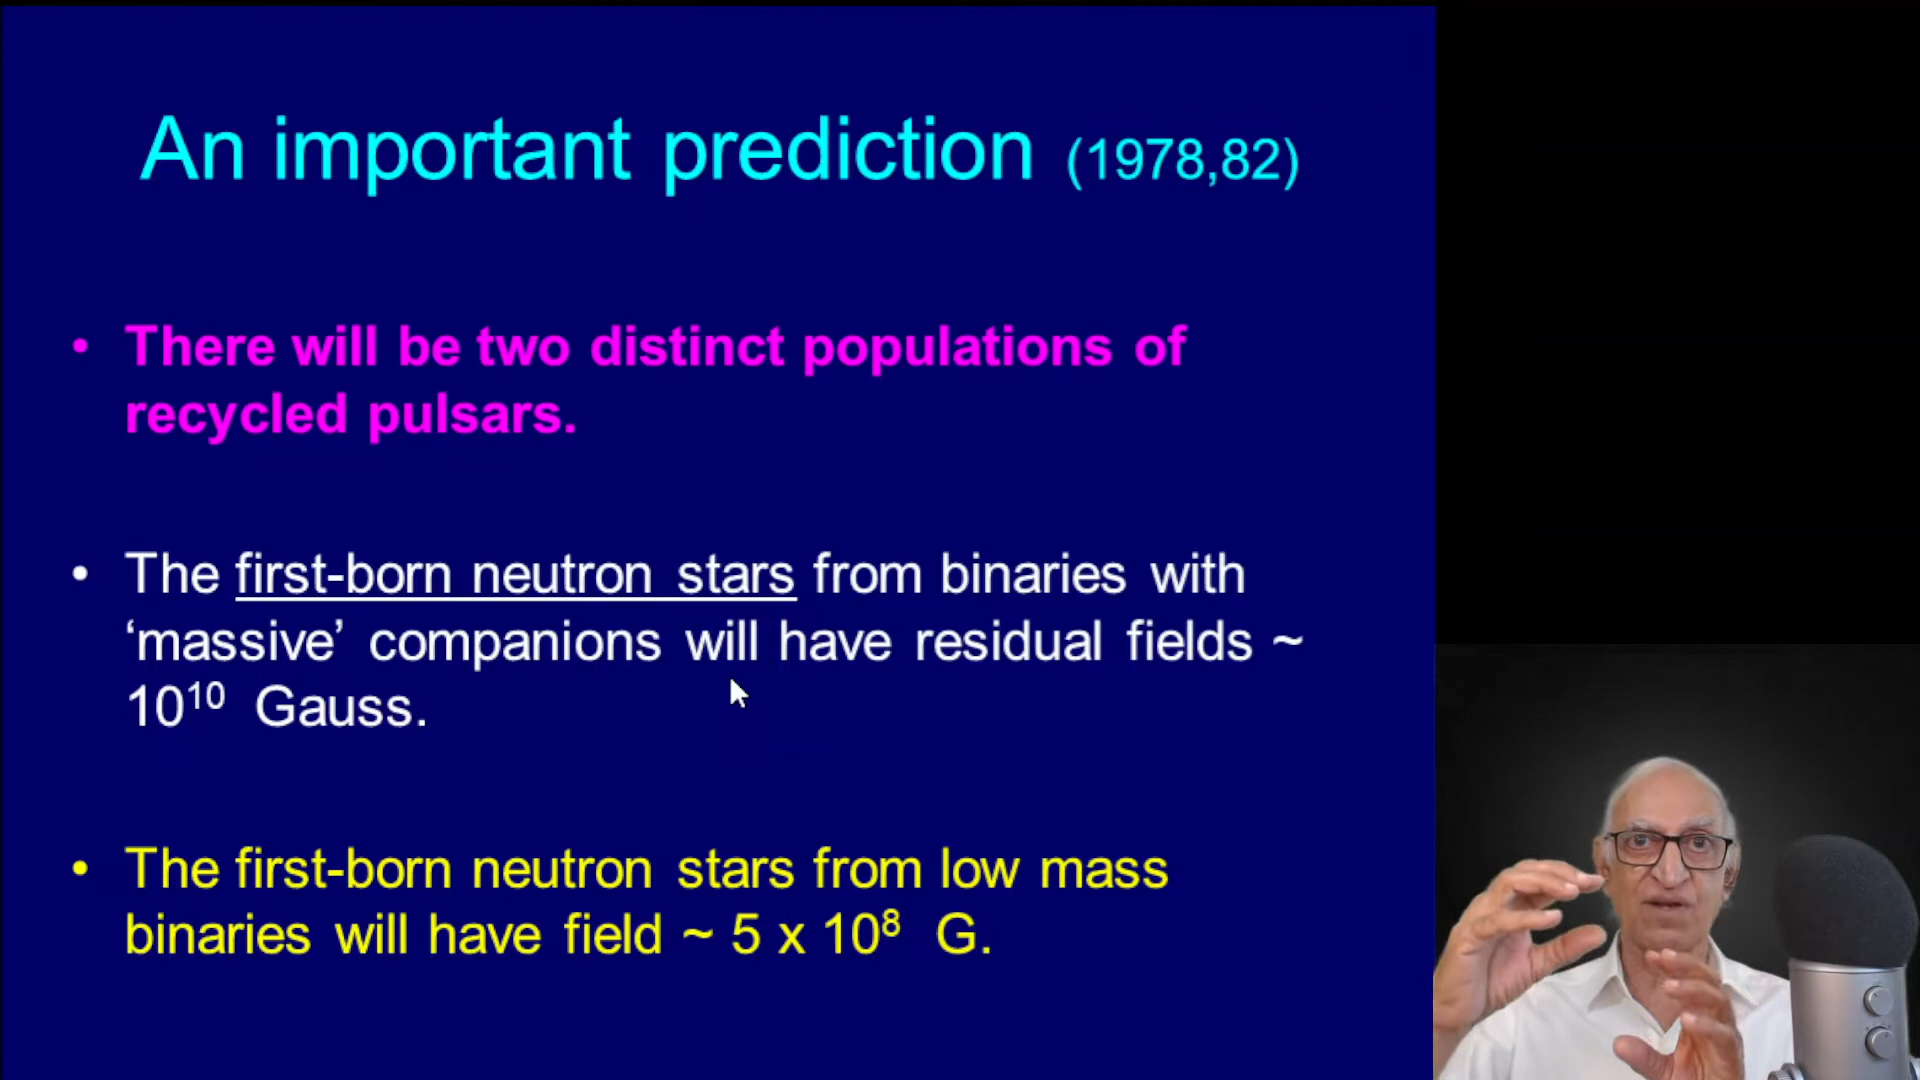 An important prediction (1978,82)
• There will be two distinct populations of
recycled pulsars.
• The first-born neutron stars from binaries with
‘massive’ companions will have residual fields ~
10¹⁰ Gauss.
• The first-born neutron stars from low mass
binaries will have field ~ 5 x 10⁸ G.